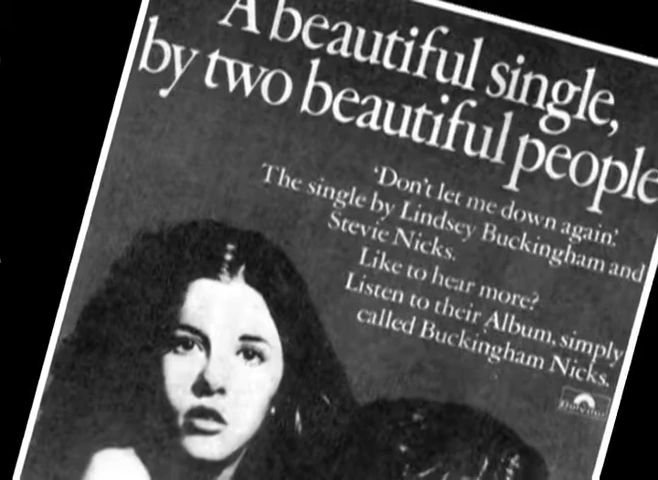 A beautiful single,
by two beautiful people
'Don't let me down again'.
The single by Lindsey Buckingham and
Stevie Nicks.
Like to hear more?
Listen to their Album, simply
called Buckingham Nicks.